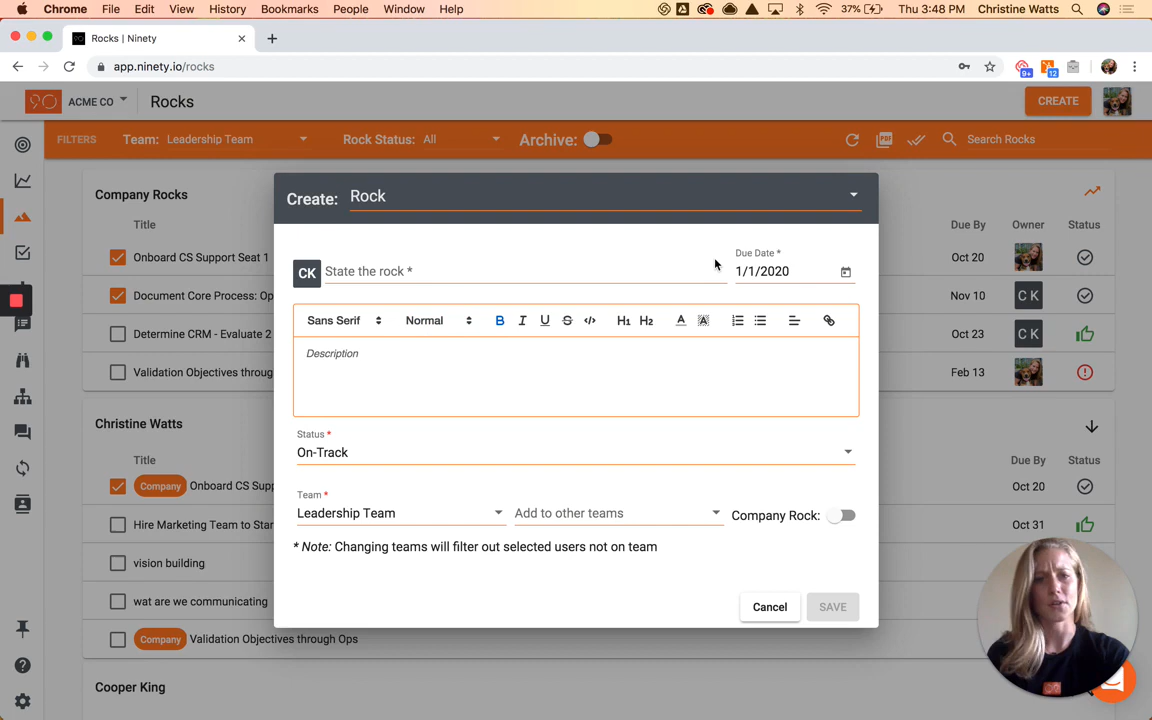 Chrome File Edit View History Bookmarks People Window Help 37% Thu 3:48 PM Christine Watts
Rocks | Ninety
app.ninety.io/rocks
9+ 12
90 ACME CO Rocks CREATE
FILTERS Team: Leadership Team Rock Status: All Archive: PDF Search Rocks
Company Rocks
Title Due By Owner Status
Onboard CS Support Seat 1 Oct 20
Document Core Process: Op Nov 10 C K
Determine CRM - Evaluate 2 Oct 23 C K
Validation Objectives throug Feb 13
Christine Watts
Title Due By Status
Company Onboard CS Supp Oct 20
Hire Marketing Team to Star Oct 31
vision building
wat are we communicating
Company Validation Objectives through Ops
Cooper King
Create: Rock
CK State the rock *
Due Date *
1/1/2020
Sans Serif Normal B I U S </> H1 H2 A A
Description
Status *
On-Track
Team *
Leadership Team Add to other teams Company Rock:
* Note: Changing teams will filter out selected users not on team
Cancel SAVE